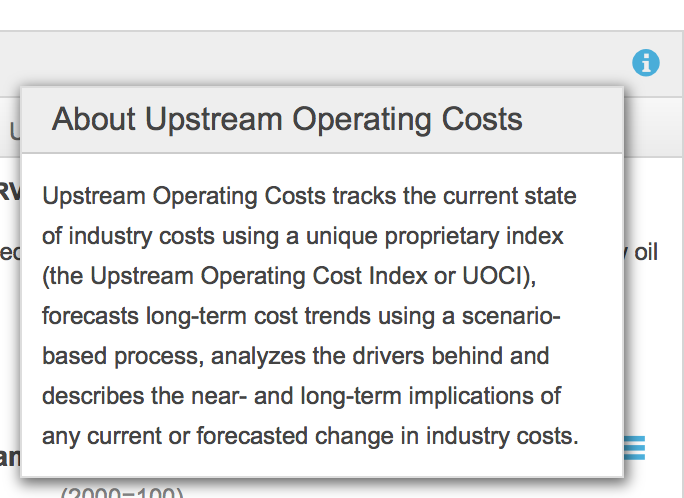 About Upstream Operating Costs
Upstream Operating Costs tracks the current state
of industry costs using a unique proprietary index
(the Upstream Operating Cost Index or UOCI),
forecasts long-term cost trends using a scenario-
based process, analyzes the drivers behind and
describes the near- and long-term implications of
any current or forecasted change in industry costs.
oil
(2000=100)